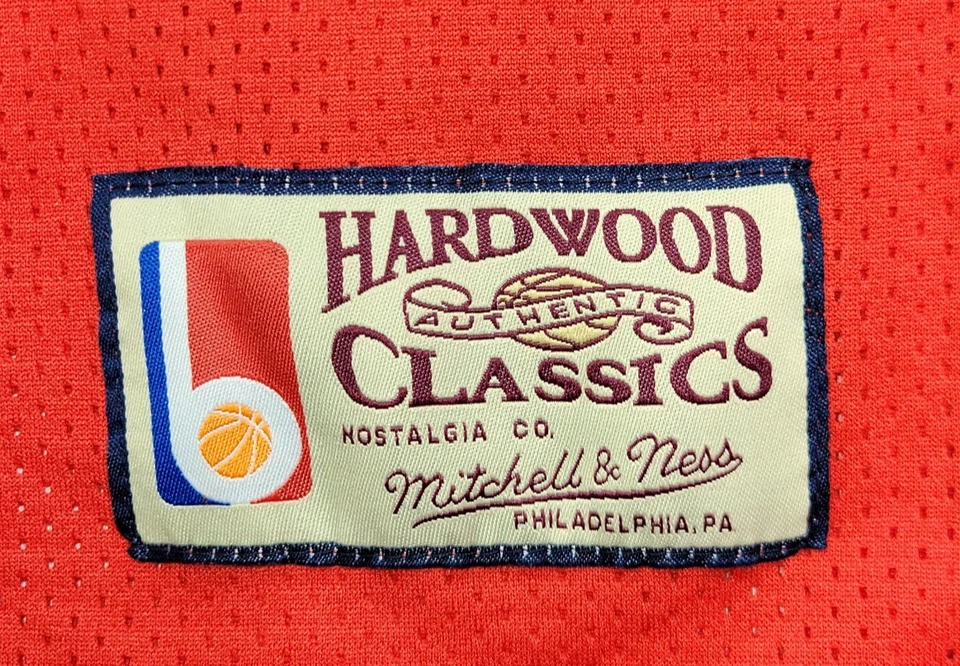 HARDWOOD
AUTHENTIC
CLASSICS
NOSTALGIA CO.
Mitchell & Ness
PHILADELPHIA, PA
b